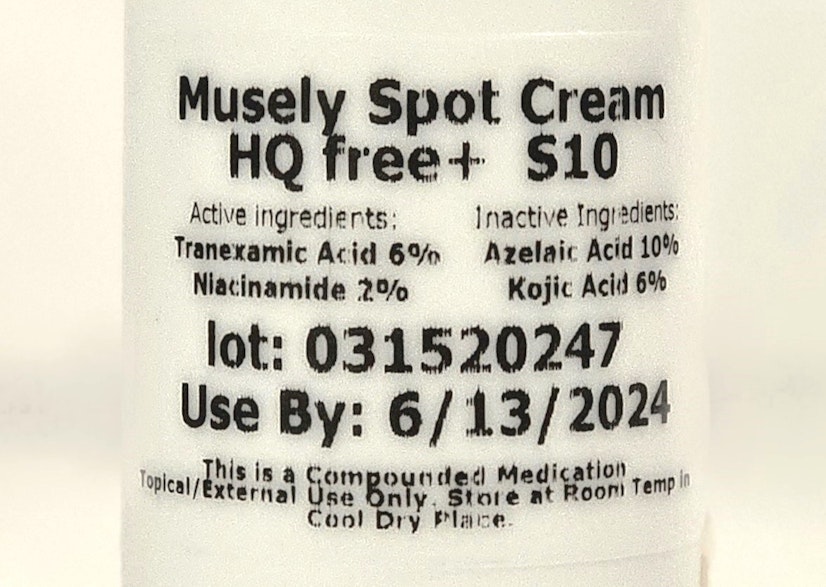 Musely Spot Cream
HQ free+ S10
Active ingredients: Inactive Ingredients:
Tranexamic Acid 6% Azelaic Acid 10%
Niacinamide 2% Kojic Acid 6%
lot: 031520247
Use By: 6/13/2024
This is a Compounded Medication
Topical/External Use Only. Store at Room Temp in
Cool Dry Place.